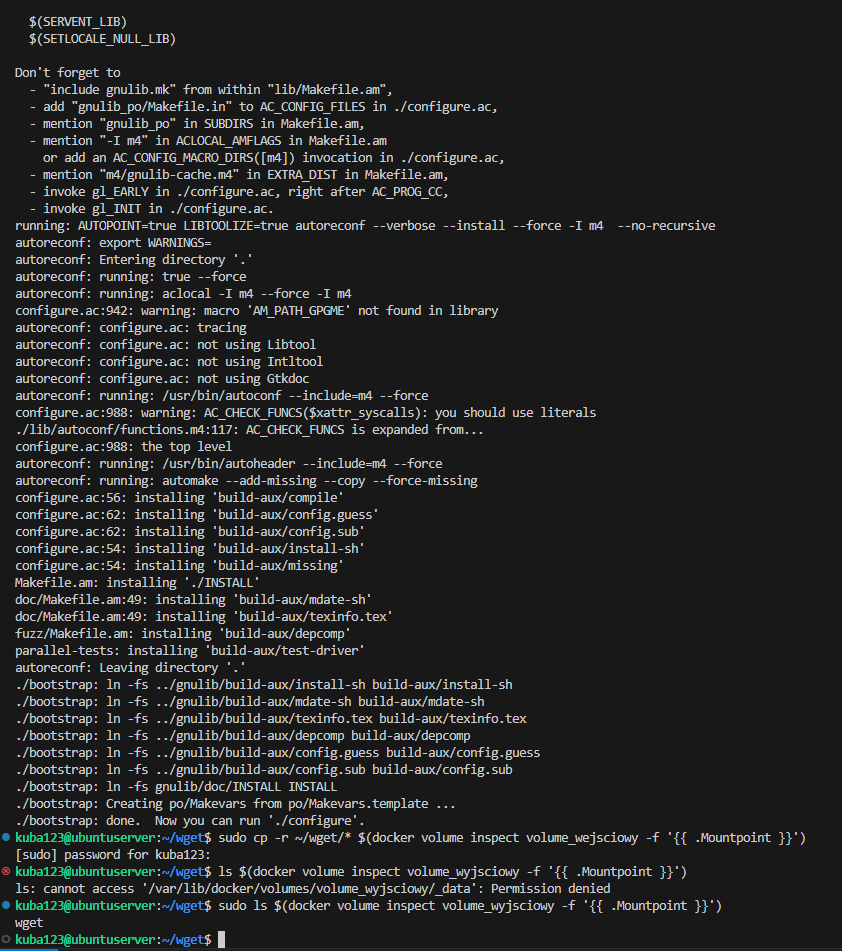 $(SERVENT_LIB)
$(SETLOCALE_NULL_LIB)

Don't forget to
  - "include gnulib.mk" from within "lib/Makefile.am",
  - add "gnulib_po/Makefile.in" to AC_CONFIG_FILES in ./configure.ac,
  - mention "gnulib_po" in SUBDIRS in Makefile.am,
  - mention "-I m4" in ACLOCAL_AMFLAGS in Makefile.am
    or add an AC_CONFIG_MACRO_DIRS([m4]) invocation in ./configure.ac,
  - mention "m4/gnulib-cache.m4" in EXTRA_DIST in Makefile.am,
  - invoke gl_EARLY in ./configure.ac, right after AC_PROG_CC,
  - invoke gl_INIT in ./configure.ac.
running: AUTOPOINT=true LIBTOOLIZE=true autoreconf --verbose --install --force -I m4  --no-recursive
autoreconf: export WARNINGS=
autoreconf: Entering directory '.'
autoreconf: running: true --force
autoreconf: running: aclocal -I m4 --force -I m4
configure.ac:942: warning: macro 'AM_PATH_GPGME' not found in library
autoreconf: configure.ac: tracing
autoreconf: configure.ac: not using Libtool
autoreconf: configure.ac: not using Intltool
autoreconf: configure.ac: not using Gtkdoc
autoreconf: running: /usr/bin/autoconf --include=m4 --force
configure.ac:988: warning: AC_CHECK_FUNCS($xattr_syscalls): you should use literals
./lib/autoconf/functions.m4:117: AC_CHECK_FUNCS is expanded from...
configure.ac:988: the top level
autoreconf: running: /usr/bin/autoheader --include=m4 --force
autoreconf: running: automake --add-missing --copy --force-missing
configure.ac:56: installing 'build-aux/compile'
configure.ac:62: installing 'build-aux/config.guess'
configure.ac:62: installing 'build-aux/config.sub'
configure.ac:54: installing 'build-aux/install-sh'
configure.ac:54: installing 'build-aux/missing'
Makefile.am: installing './INSTALL'
doc/Makefile.am:49: installing 'build-aux/mdate-sh'
doc/Makefile.am:49: installing 'build-aux/texinfo.tex'
fuzz/Makefile.am: installing 'build-aux/depcomp'
parallel-tests: installing 'build-aux/test-driver'
autoreconf: Leaving directory '.'
./bootstrap: ln -fs ../gnulib/build-aux/install-sh build-aux/install-sh
./bootstrap: ln -fs ../gnulib/build-aux/mdate-sh build-aux/mdate-sh
./bootstrap: ln -fs ../gnulib/build-aux/texinfo.tex build-aux/texinfo.tex
./bootstrap: ln -fs ../gnulib/build-aux/depcomp build-aux/depcomp
./bootstrap: ln -fs ../gnulib/build-aux/config.guess build-aux/config.guess
./bootstrap: ln -fs ../gnulib/build-aux/config.sub build-aux/config.sub
./bootstrap: ln -fs gnulib/doc/INSTALL INSTALL
./bootstrap: Creating po/Makevars from po/Makevars.template ...
./bootstrap: done.  Now you can run './configure'.
kuba123@ubuntuserver:~/wget$ sudo cp -r ~/wget/* $(docker volume inspect volume_wejsciowy -f '{{ .Mountpoint }}')
[sudo] password for kuba123:
kuba123@ubuntuserver:~/wget$ ls $(docker volume inspect volume_wyjsciowy -f '{{ .Mountpoint }}')
ls: cannot access '/var/lib/docker/volumes/volume_wyjsciowy/_data': Permission denied
kuba123@ubuntuserver:~/wget$ sudo ls $(docker volume inspect volume_wyjsciowy -f '{{ .Mountpoint }}')
wget
kuba123@ubuntuserver:~/wget$